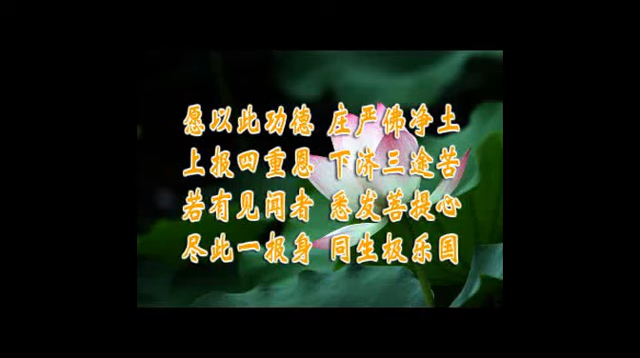 愿以此功德 庄严佛净土
上报四重恩 下济三途苦
若有见闻者 悉发菩提心
尽此一报身 同生极乐国